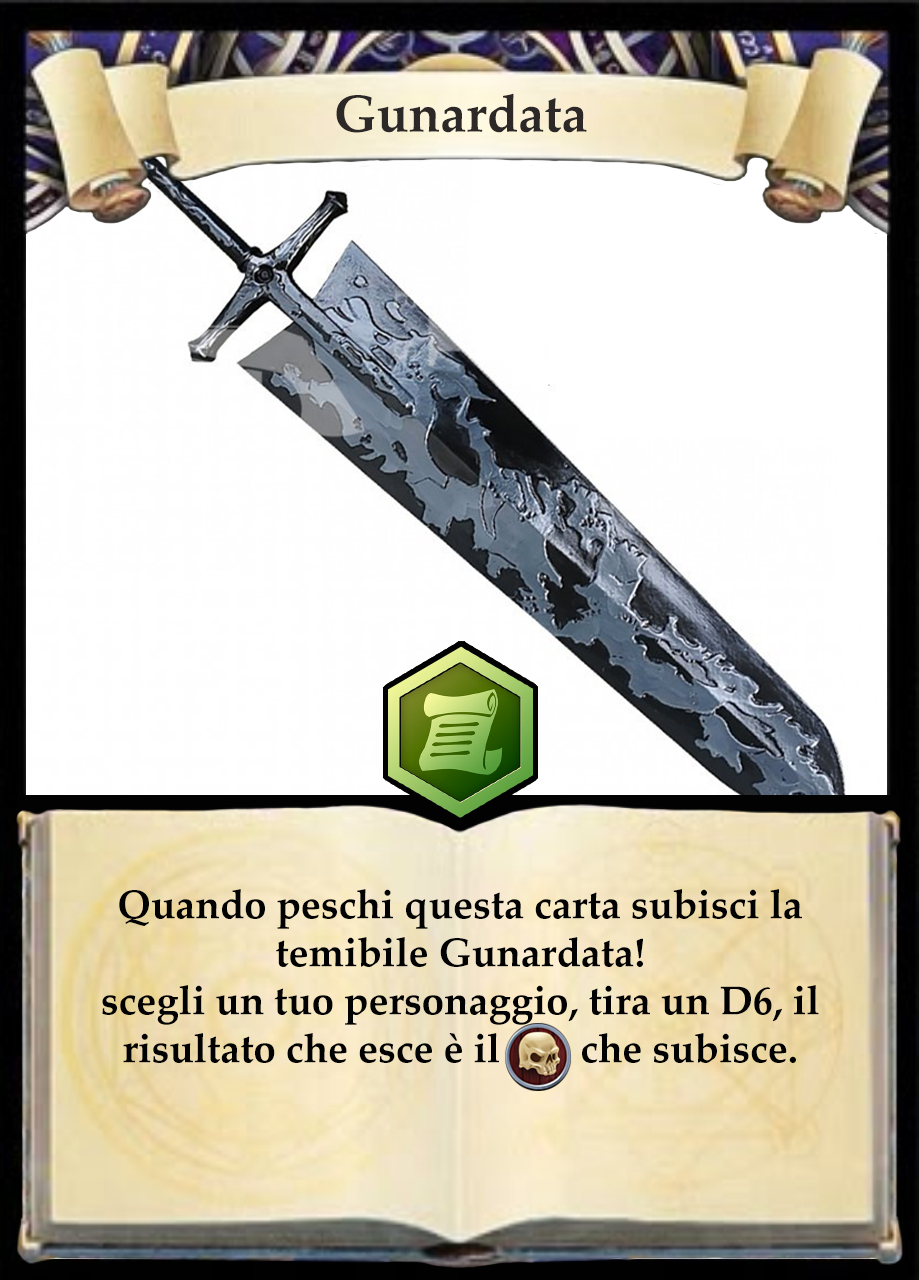 Gunardata
Quando peschi questa carta subisci la
temibile Gunardata!
scegli un tuo personaggio, tira un D6, il
risultato che esce è il che subisce.